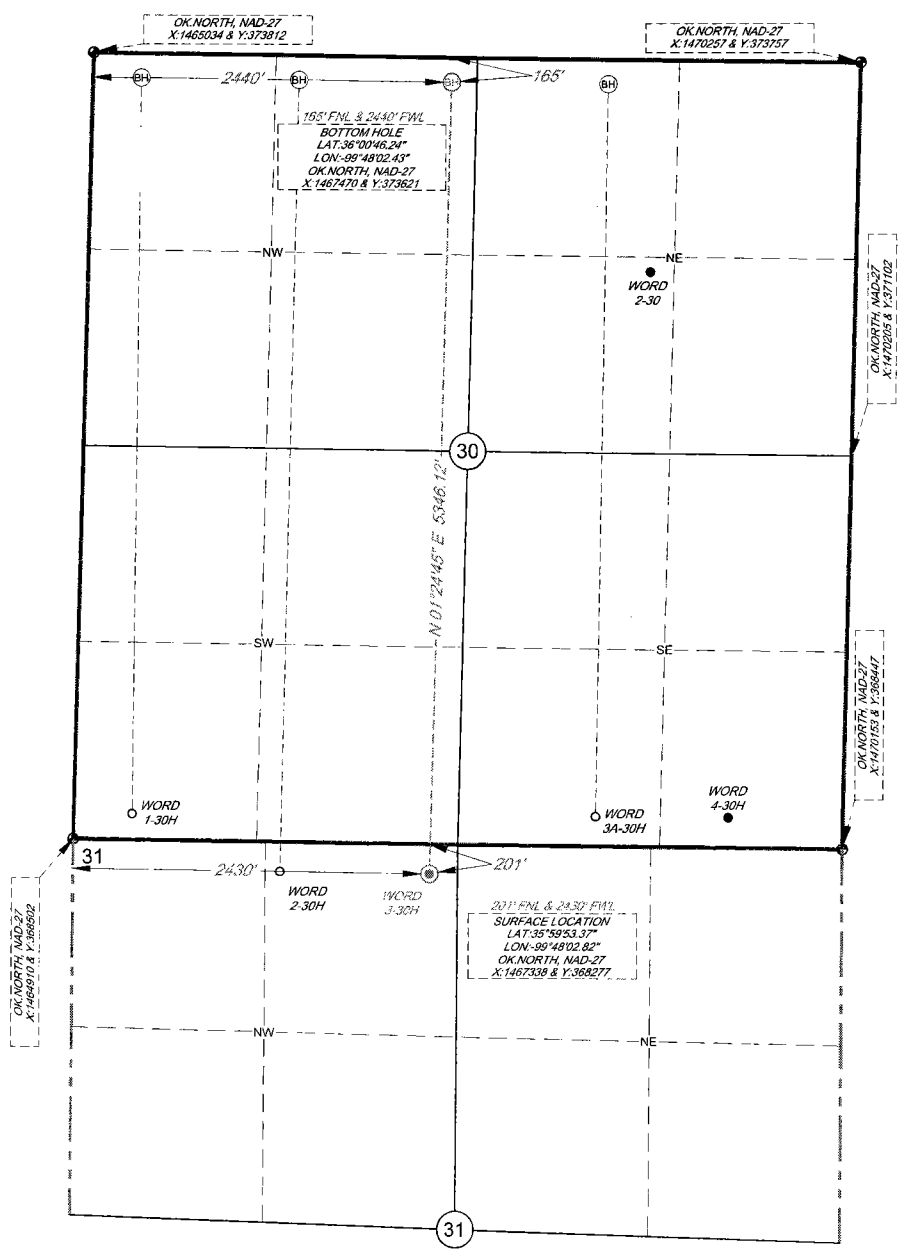 OK.NORTH, NAD-27
X:1465034 & Y:373812
OK.NORTH, NAD-27
X:1470257 & Y:373757
BH
2440'
BH
BH
165'
BH
165' FNL & 2440' FWL
BOTTOM HOLE
LAT:36°00'46.24"
LON:-99°48'02.43"
OK.NORTH, NAD-27
X:1467470 & Y:373621
NW
NE
WORD
2-30
OK.NORTH, NAD-27
X:1470205 & Y:371102
30
N 01°24'45" E 5346.12'
SW
SE
OK.NORTH, NAD-27
X:1470153 & Y:368447
WORD
1-30H
WORD
3A-30H
WORD
4-30H
31
2430'
201'
WORD
2-30H
WORD
3-30H
OK.NORTH, NAD-27
X:1464910 & Y:368502
201' FNL & 2430' FWL
SURFACE LOCATION
LAT:35°59'53.37"
LON:-99°48'02.82"
OK.NORTH, NAD-27
X:1467338 & Y:368277
NW
NE
31